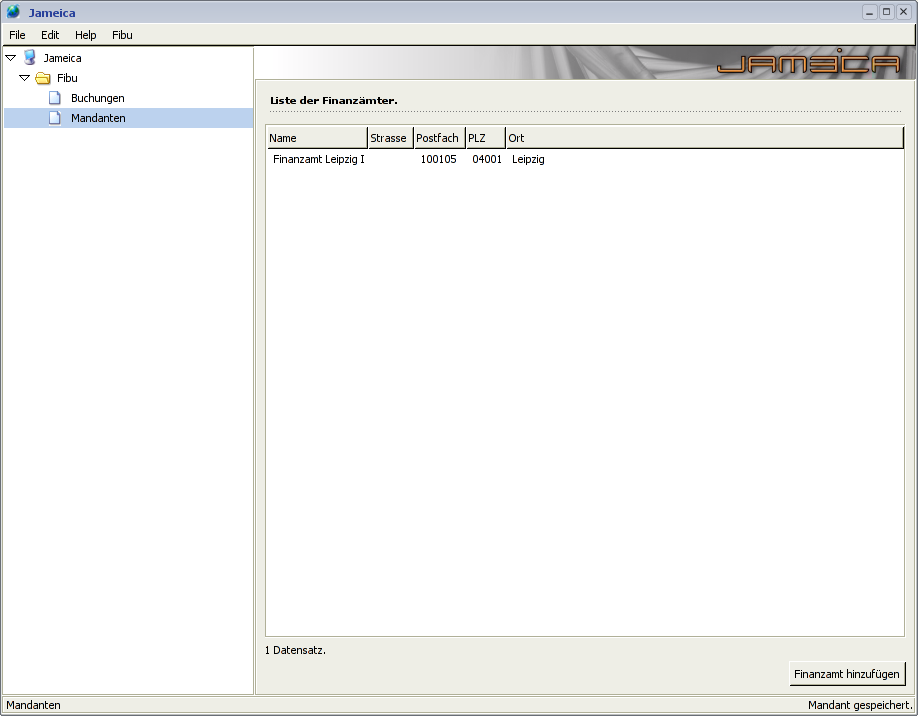 Jameica
File Edit Help Fibu
Jameica
Fibu
Buchungen
Mandanten
JAMEICA
Liste der Finanzämter.
Name Strasse Postfach PLZ Ort
Finanzamt Leipzig I 100105 04001 Leipzig
1 Datensatz.
Finanzamt hinzufügen
Mandanten Mandant gespeichert.